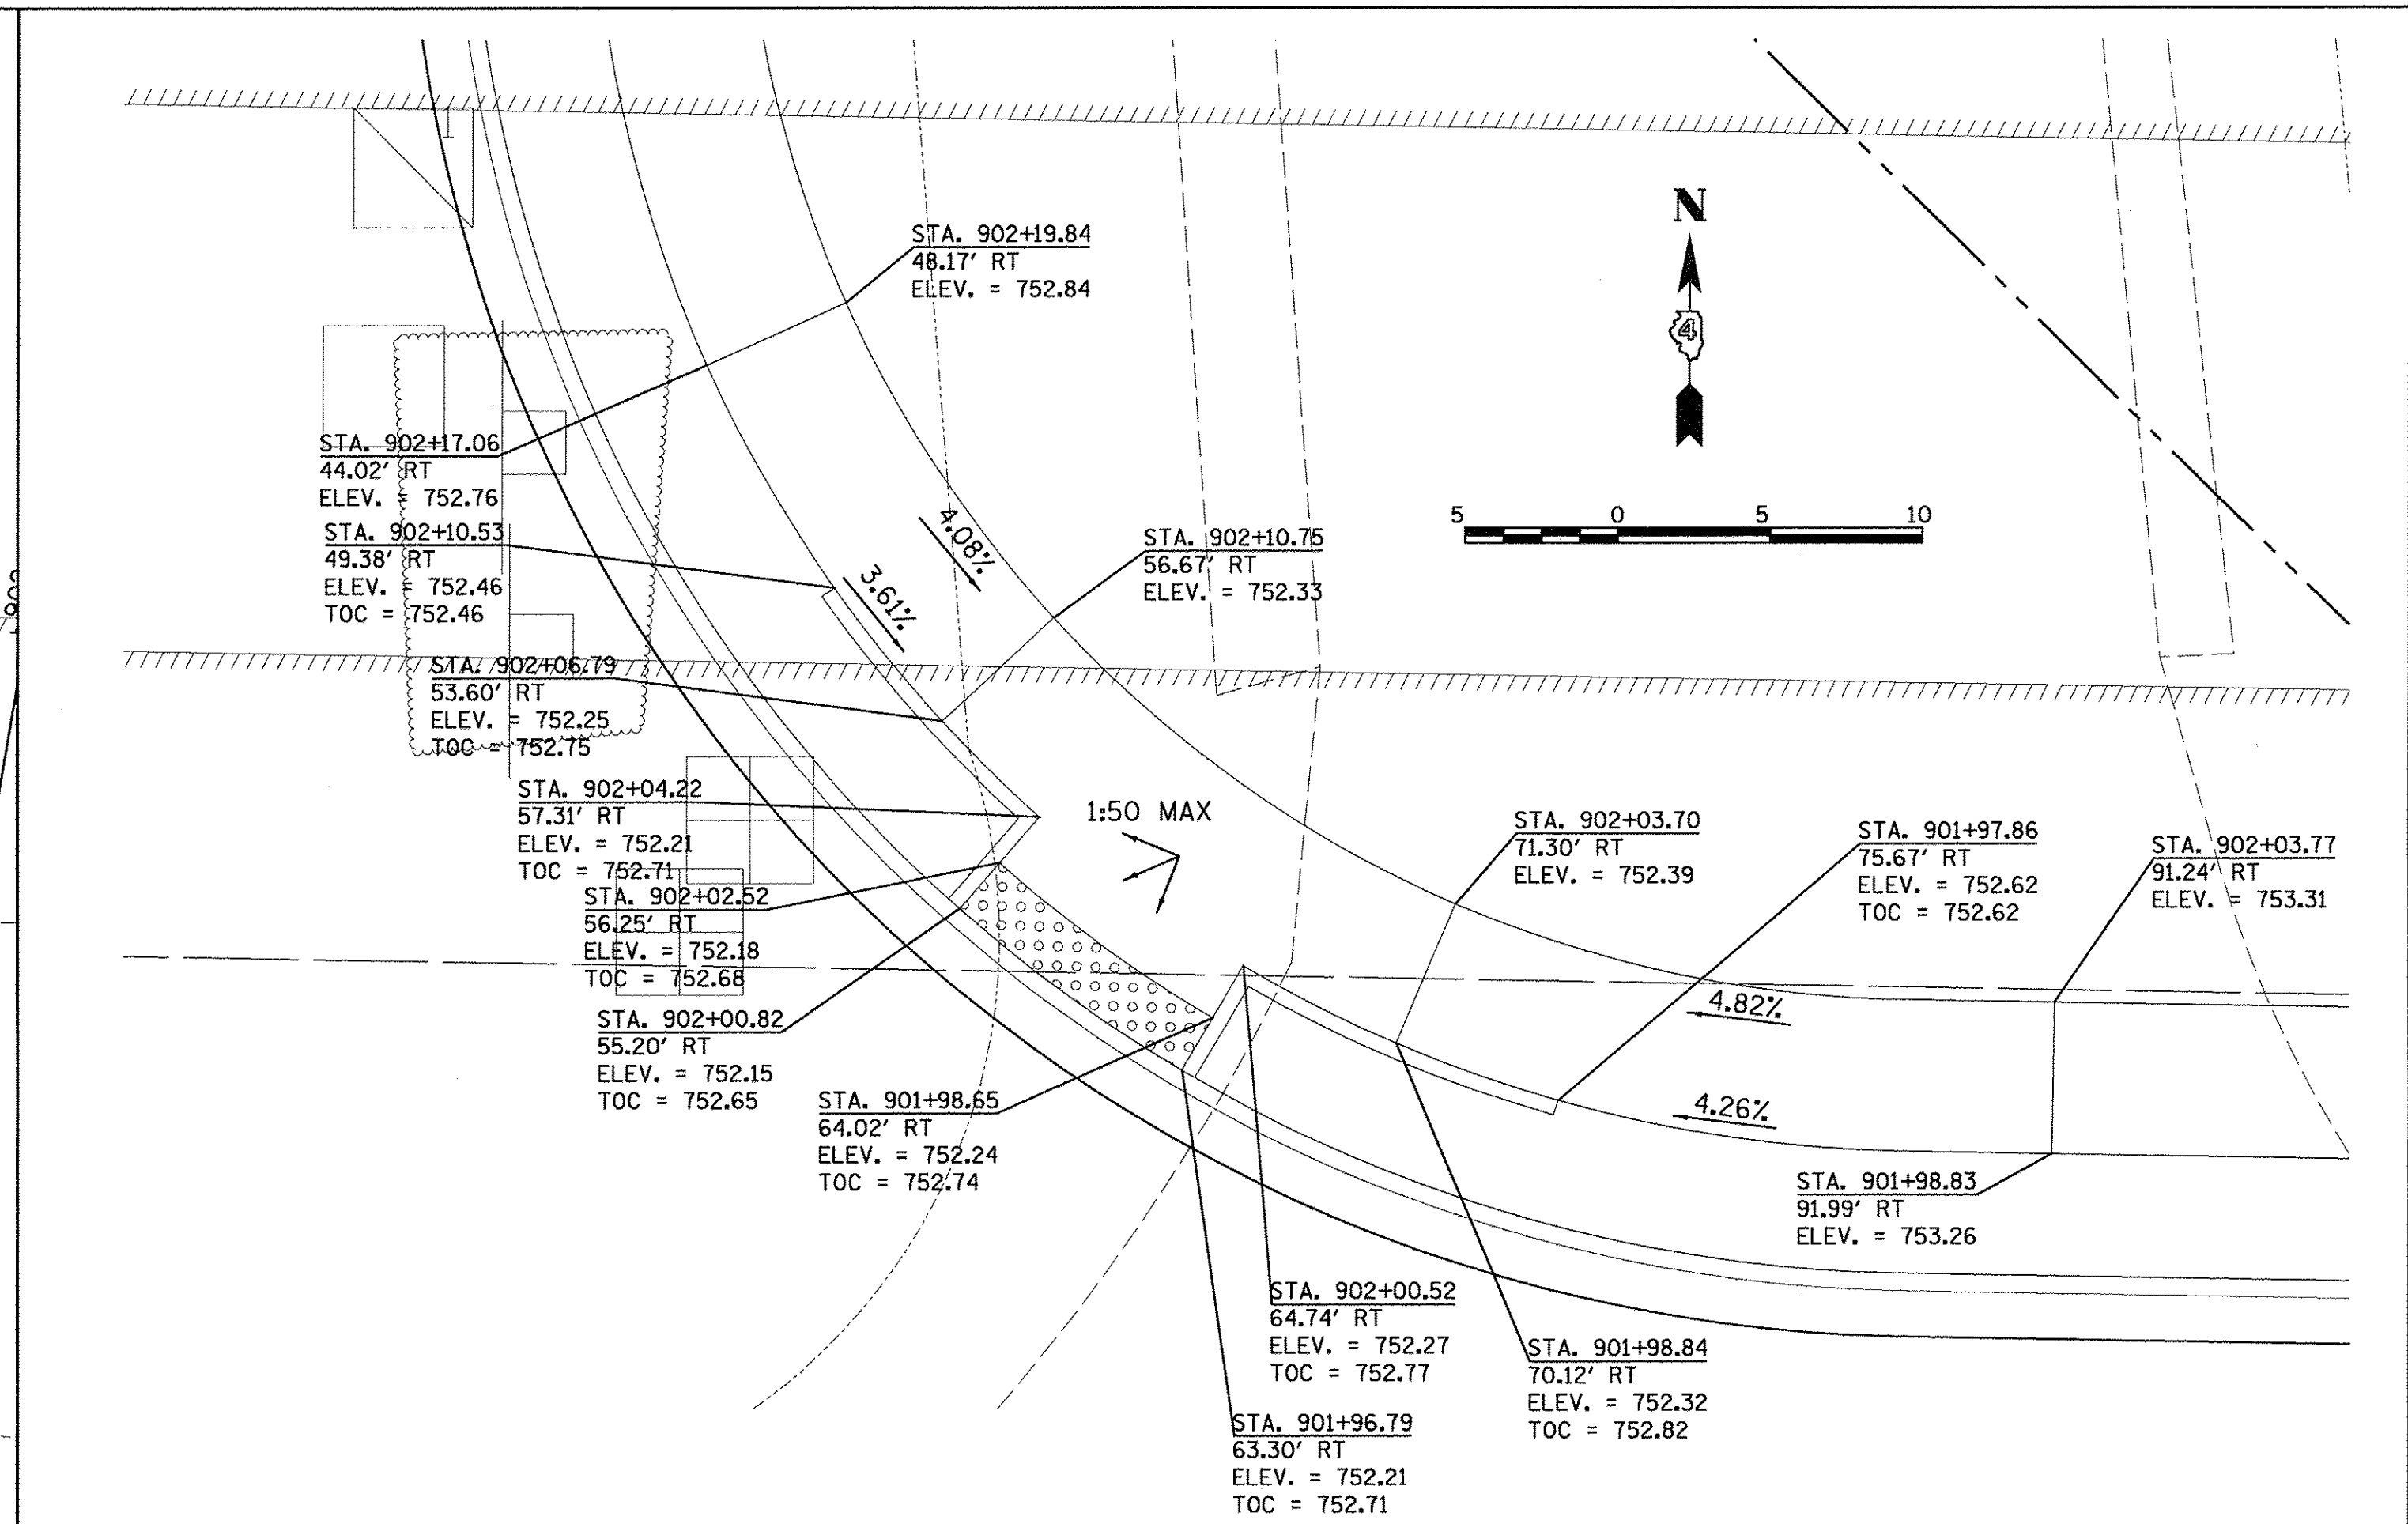 N
4
STA. 902+19.84
48.17' RT
ELEV. = 752.84
STA. 902+17.06
44.02' RT
ELEV. = 752.76
5 0 5 10
STA. 902+10.53
49.38' RT
ELEV. = 752.46
TOC = 752.46
4.08%
3.61%
STA. 902+10.75
56.67' RT
ELEV. = 752.33
STA. 902+06.79
53.60' RT
ELEV. = 752.25
TOC = 752.75
STA. 902+04.22
57.31' RT
ELEV. = 752.21
TOC = 752.71
1:50 MAX
STA. 902+03.70
71.30' RT
ELEV. = 752.39
STA. 901+97.86
75.67' RT
ELEV. = 752.62
TOC = 752.62
STA. 902+03.77
91.24' RT
ELEV. = 753.31
STA. 902+02.52
56.25' RT
ELEV. = 752.18
TOC = 752.68
4.82%
STA. 902+00.82
55.20' RT
ELEV. = 752.15
TOC = 752.65
STA. 901+98.65
64.02' RT
ELEV. = 752.24
TOC = 752.74
4.26%
STA. 901+98.83
91.99' RT
ELEV. = 753.26
STA. 902+00.52
64.74' RT
ELEV. = 752.27
TOC = 752.77
STA. 901+98.84
70.12' RT
ELEV. = 752.32
TOC = 752.82
STA. 901+96.79
63.30' RT
ELEV. = 752.21
TOC = 752.71